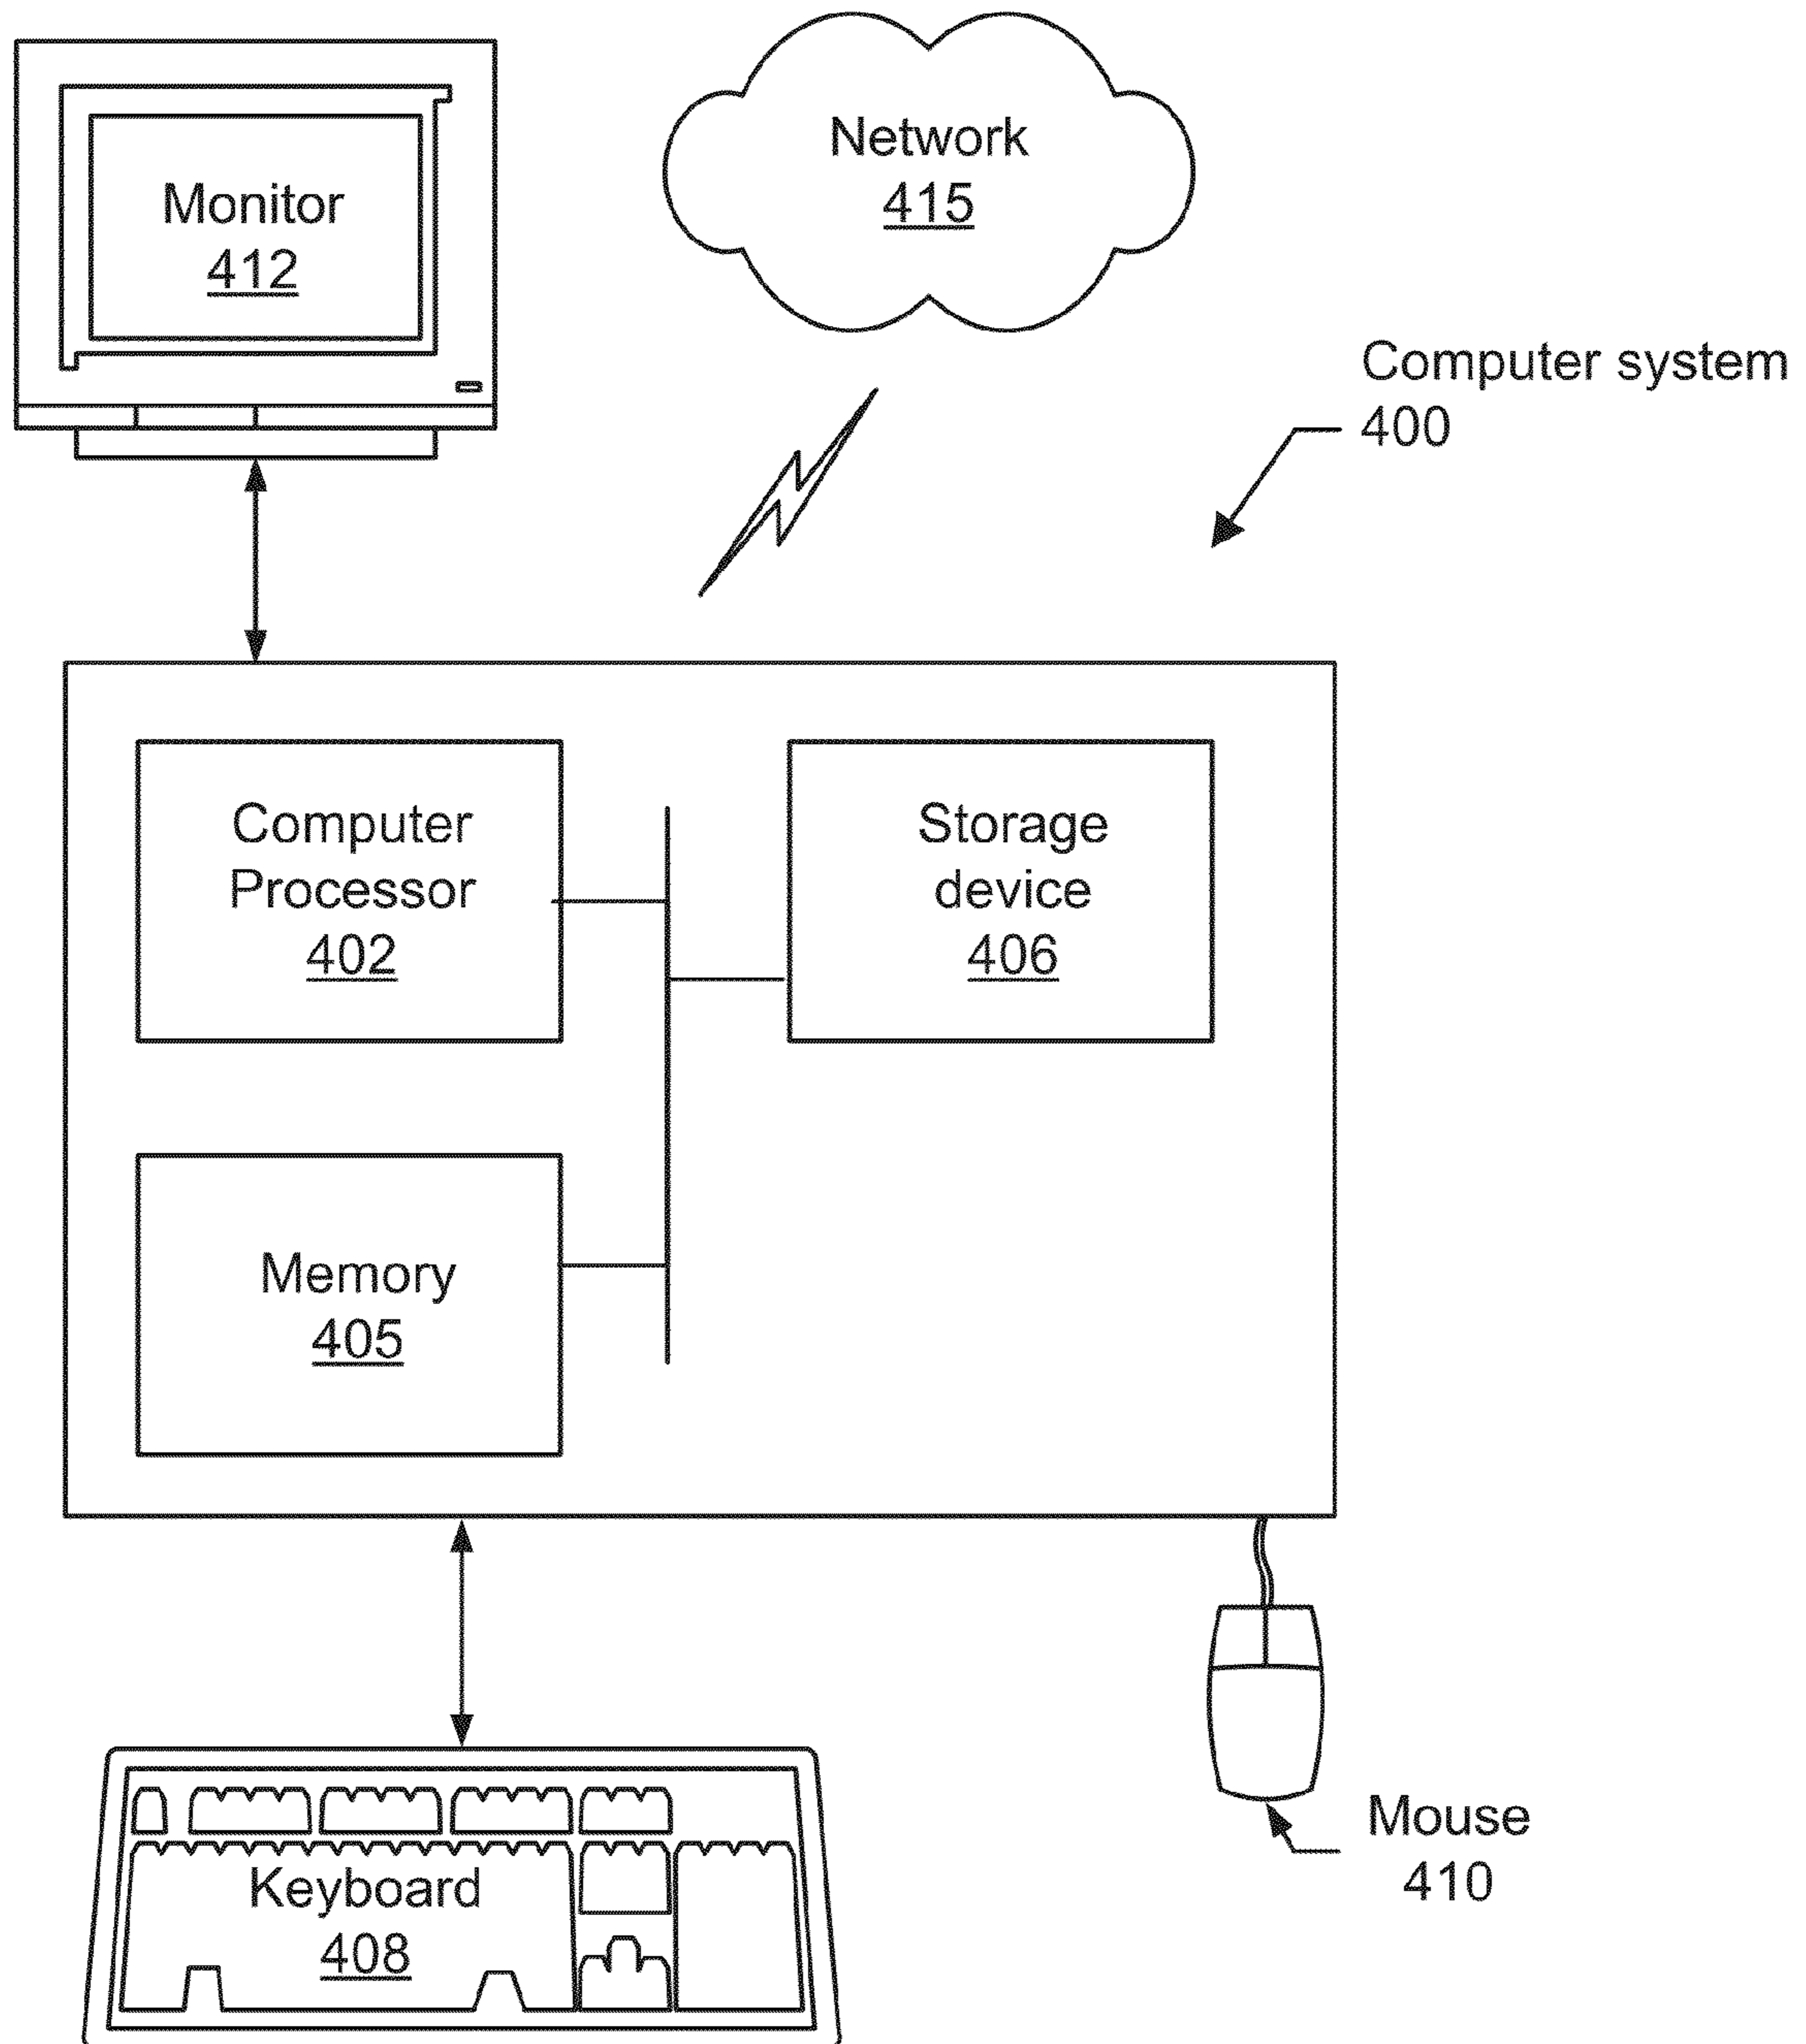 Monitor
412
Network
415
Computer system
400
Computer
Processor
402
Storage
device
406
Memory
405
Keyboard
408
Mouse
410